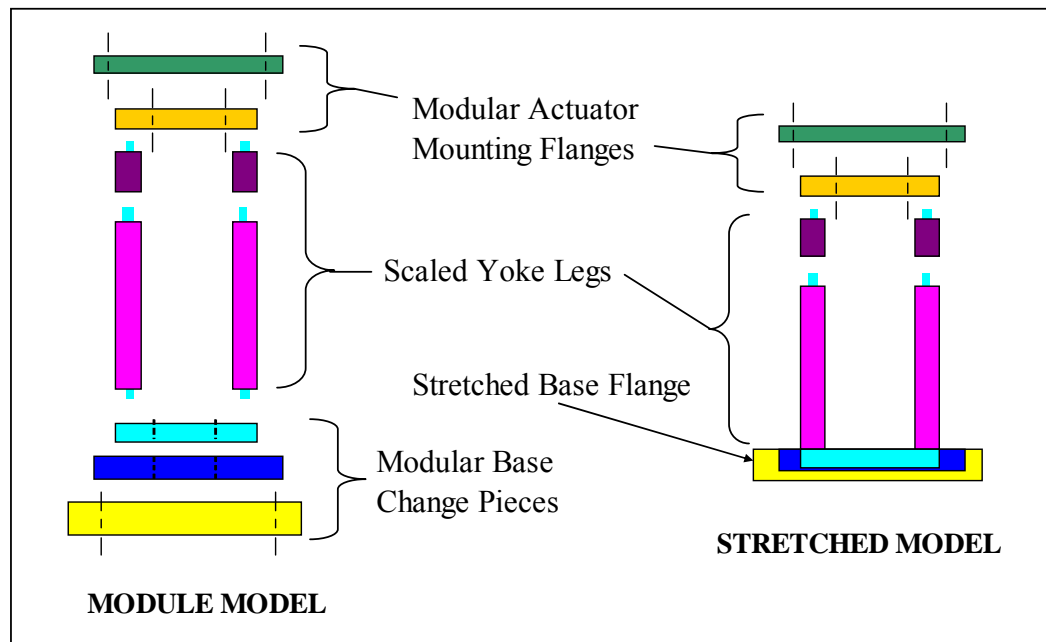 Modular Actuator
Mounting Flanges
Scaled Yoke Legs
Stretched Base Flange
Modular Base
Change Pieces
STRETCHED MODEL
MODULE MODEL